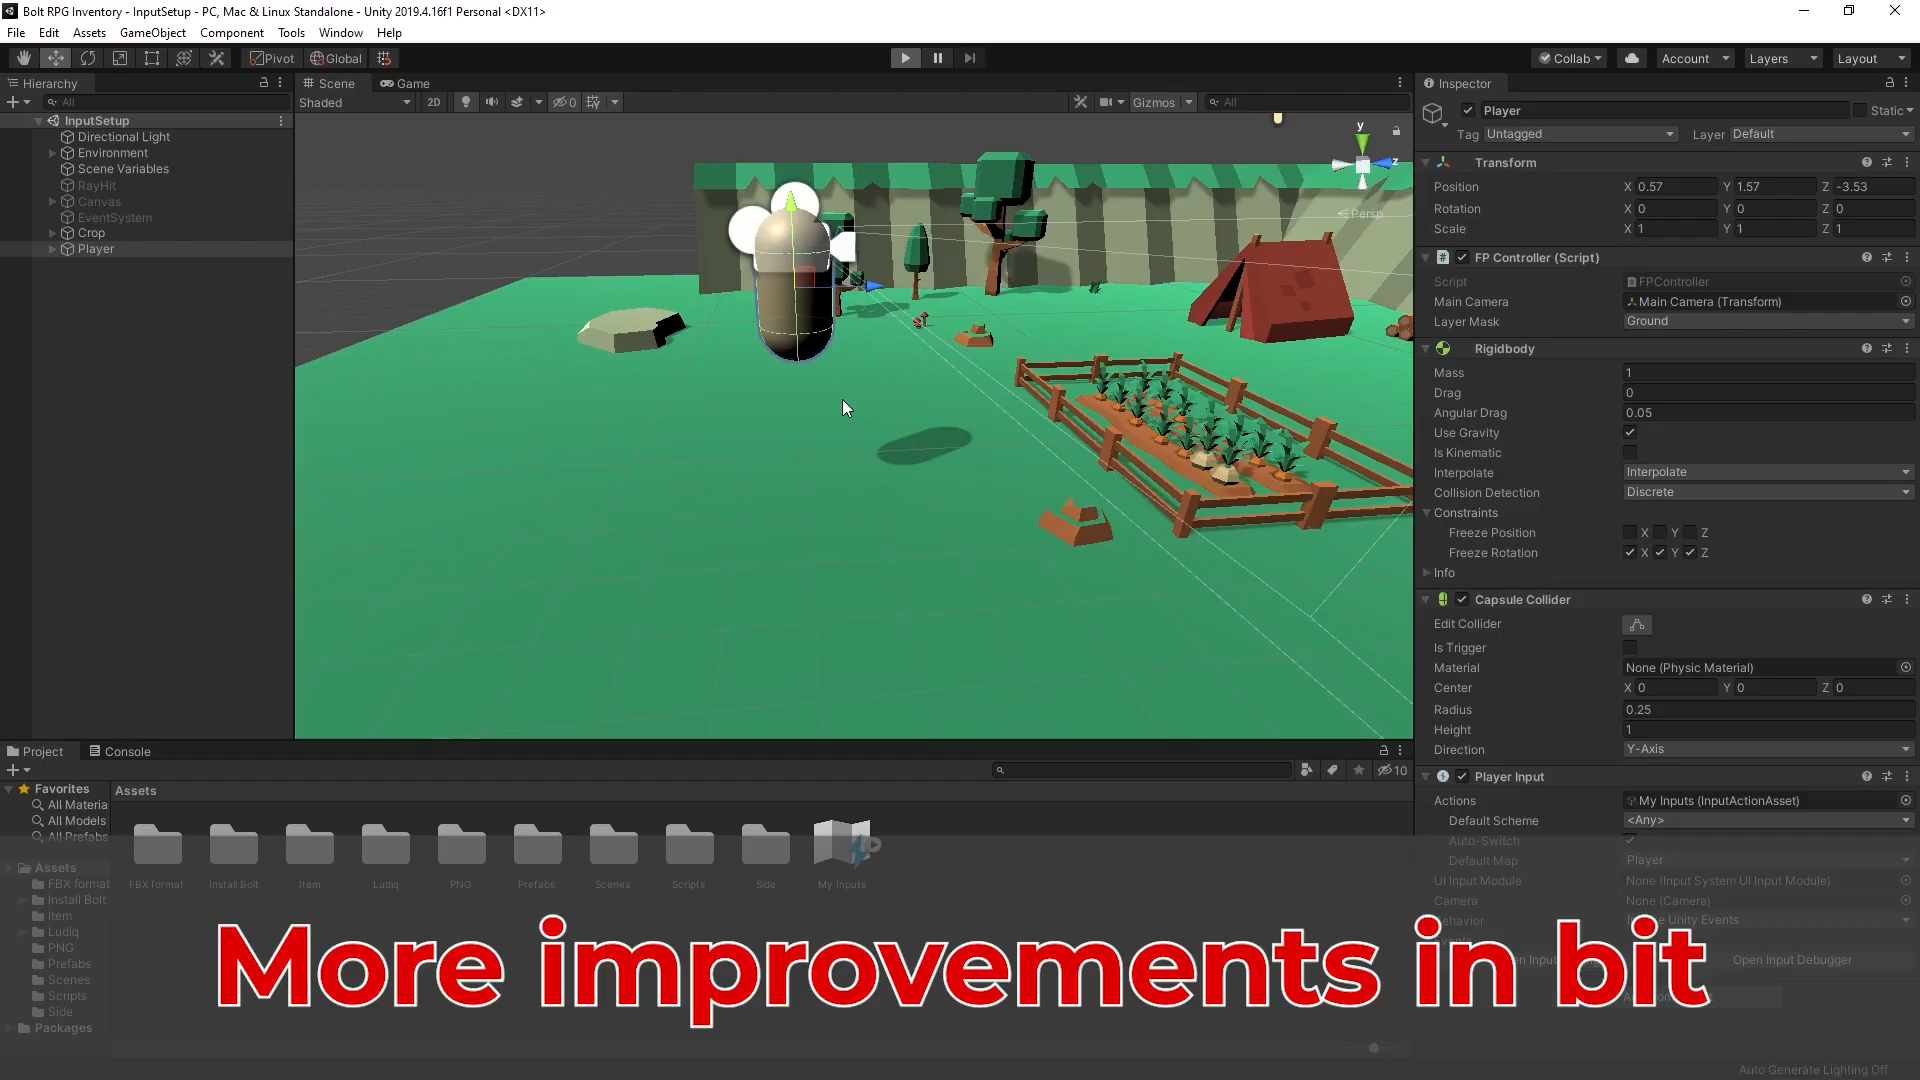 Bolt RPG Inventory - InputSetup - PC, Mac & Linux Standalone - Unity 2019.4.16f1 Personal <DX11>
File Edit Assets GameObject Component Tools Window Help
Pivot Global Collab Account Layers Layout
Hierarchy
All
InputSetup
Directional Light
Environment
Scene Variables
RayHit
Canvas
EventSystem
Crop
Player
Scene Game
Shaded 2D 0 Gizmos All
y
z
Persp
Inspector
Player Static
Tag Untagged Layer Default
Transform
Position X 0.57 Y 1.57 Z -3.53
Rotation X 0 Y 0 Z 0
Scale X 1 Y 1 Z 1
FP Controller (Script)
Script FPController
Main Camera Main Camera (Transform)
Layer Mask Ground
Rigidbody
Mass 1
Drag 0
Angular Drag 0.05
Use Gravity
Is Kinematic
Interpolate Interpolate
Collision Detection Discrete
Constraints
Freeze Position X Y Z
Freeze Rotation X Y Z
Info
Capsule Collider
Edit Collider
Is Trigger
Material None (Physic Material)
Center X 0 Y 0 Z 0
Radius 0.25
Height 1
Direction Y-Axis
Player Input
Actions My Inputs (InputActionAsset)
Default Scheme <Any>
Auto-Switch
Default Map Player
UI Input Module None (Input System UI Input Module)
Camera None (Camera)
Behavior Unity Events
Open Input Debugger
Project Console
10
Favorites
All Materia
All Models
All Prefabs
Assets
FBX format
Install Bolt
Item
Ludiq
PNG
Prefabs
Scenes
Scripts
Side
Packages
Assets
FBX format Install Bolt Item Ludiq PNG Prefabs Scenes Scripts Side My Inputs
More improvements in bit
Auto Generate Lighting Off